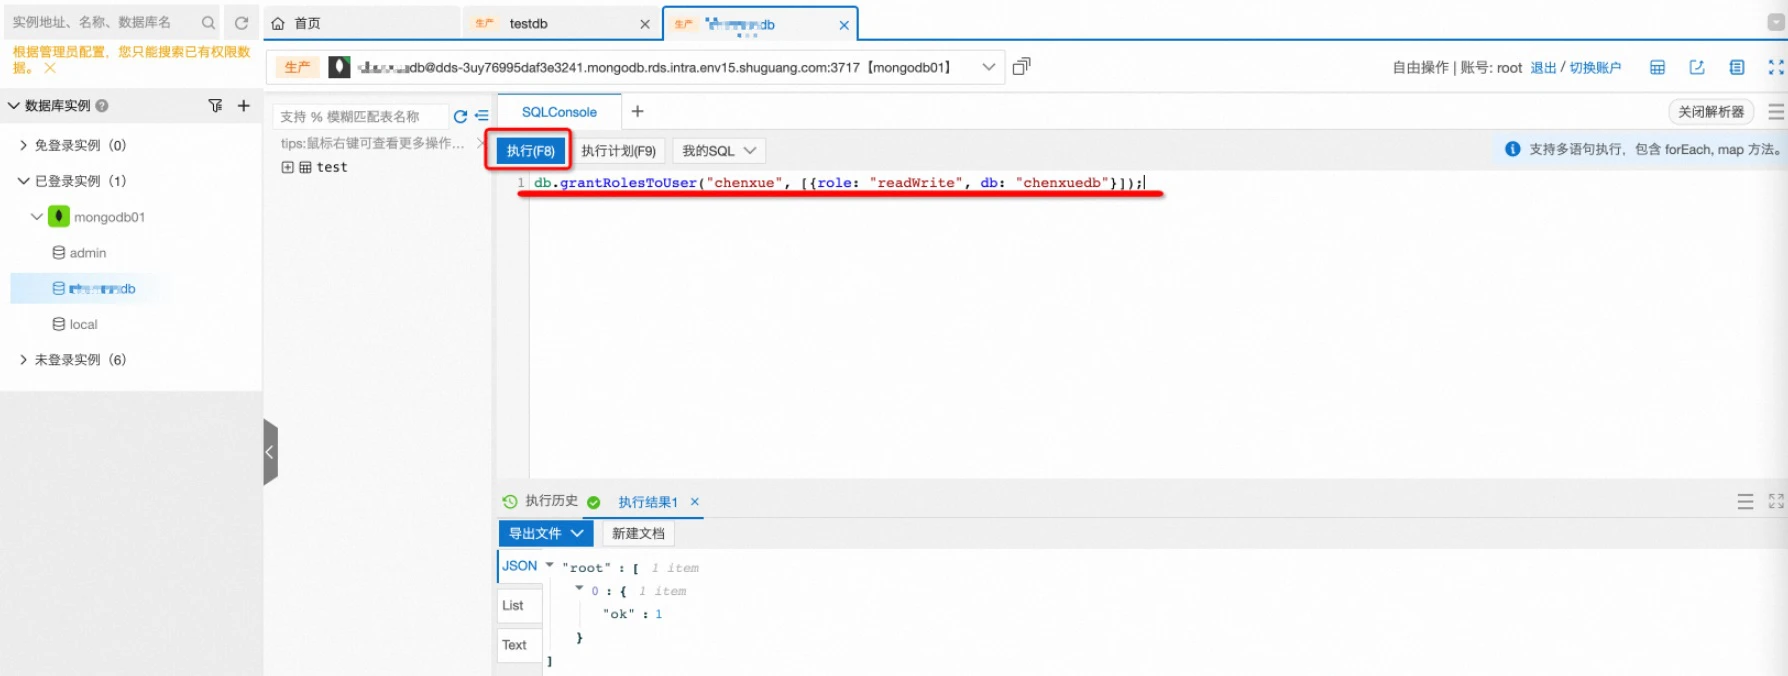 实例地址、名称、数据库名
根据管理员配置，您只能搜索已有权限数据。
数据库实例
免登录实例（0）
已登录实例（1）
mongodb01
admin
db
local
未登录实例（6）
首页
生产 testdb
生产 db
生产 db@dds-3uy76995daf3e3241.mongodb.rds.intra.env15.shuguang.com:3717【mongodb01】
自由操作 | 账号: root 退出 / 切换账户
支持 % 模糊匹配表名称
tips:鼠标右键可查看更多操作...
test
SQLConsole
关闭解析器
执行(F8) 执行计划(F9) 我的SQL
支持多语句执行，包含 forEach, map 方法。
1 db.grantRolesToUser("chenxue", [{role: "readWrite", db: "chenxuedb"}]);
执行历史 执行结果1
导出文件 新建文档
JSON
List
Text
"root" : [ 1 item
0 : { 1 item
"ok" : 1
}
]